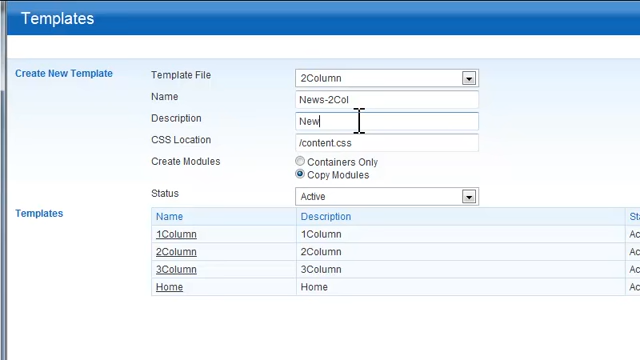 Templates
Create New Template
Template File
2Column
Name
News-2Col
Description
New
CSS Location
/content.css
Create Modules
Containers Only
Copy Modules
Status
Active
Templates
Name Description
1Column 1Column
2Column 2Column
3Column 3Column
Home Home